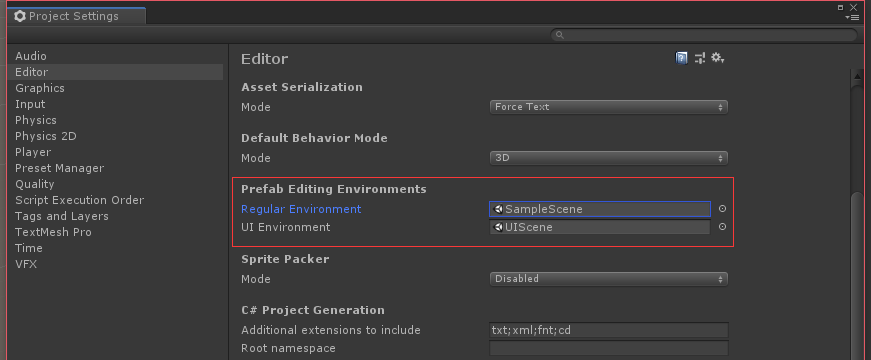 Project Settings
Audio
Editor
Graphics
Input
Physics
Physics 2D
Player
Preset Manager
Quality
Script Execution Order
Tags and Layers
TextMesh Pro
Time
VFX
Editor
Asset Serialization
Mode Force Text
Default Behavior Mode
Mode 3D
Prefab Editing Environments
Regular Environment SampleScene
UI Environment UIScene
Sprite Packer
Mode Disabled
C# Project Generation
Additional extensions to include txt;xml;fnt;cd
Root namespace